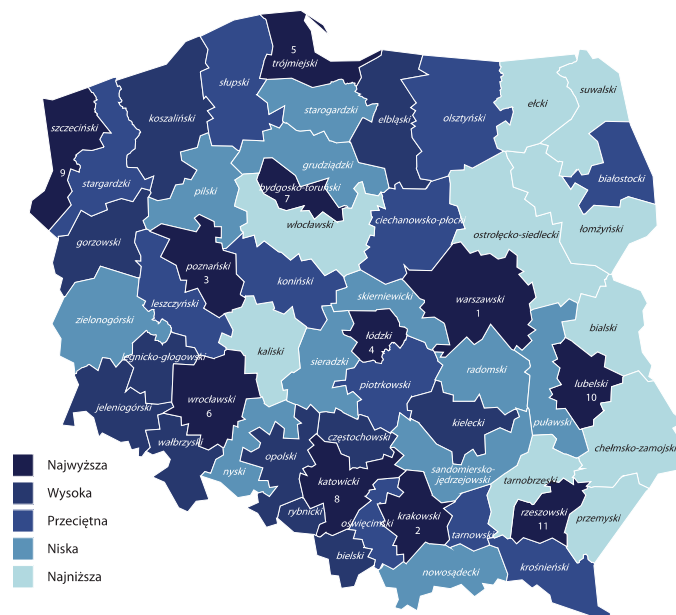 5
trójmiejski
słupski
koszaliński
szczeciński
9
stargardzki
starogardzki
elbląski
olsztyński
ełcki
suwalski
białostocki
pilski
grudziądzki
bydgosko-toruński
7
włocławski
ciechanowsko-płocki
ostrołęcko-siedlecki
łomżyński
gorzowski
poznański
3
leszczyński
koniński
skierniewicki
warszawski
1
zielonogórski
legnicko-głogowski
kaliski
sieradzki
łódzki
4
piotrkowski
radomski
bialski
lubelski
10
puławski
jeleniogórski
wrocławski
6
wałbrzyski
nyski
opolski
częstochowski
kielecki
chełmsko-zamojski
katowicki
8
rybnicki
oświęcimski
krakowski
2
sandomiersko-
jędrzejowski
tarnobrzeski
tarnowski
rzeszowski
11
przemyski
bielski
nowosądecki
krośnieński
Najwyższa
Wysoka
Przeciętna
Niska
Najniższa